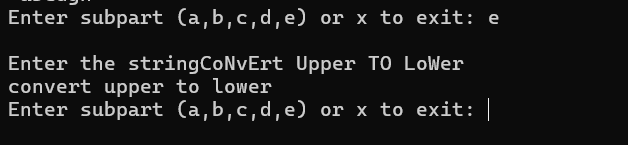 Enter subpart (a,b,c,d,e) or x to exit: e
Enter the stringCoNvErt Upper TO LoWer
convert upper to lower
Enter subpart (a,b,c,d,e) or x to exit: